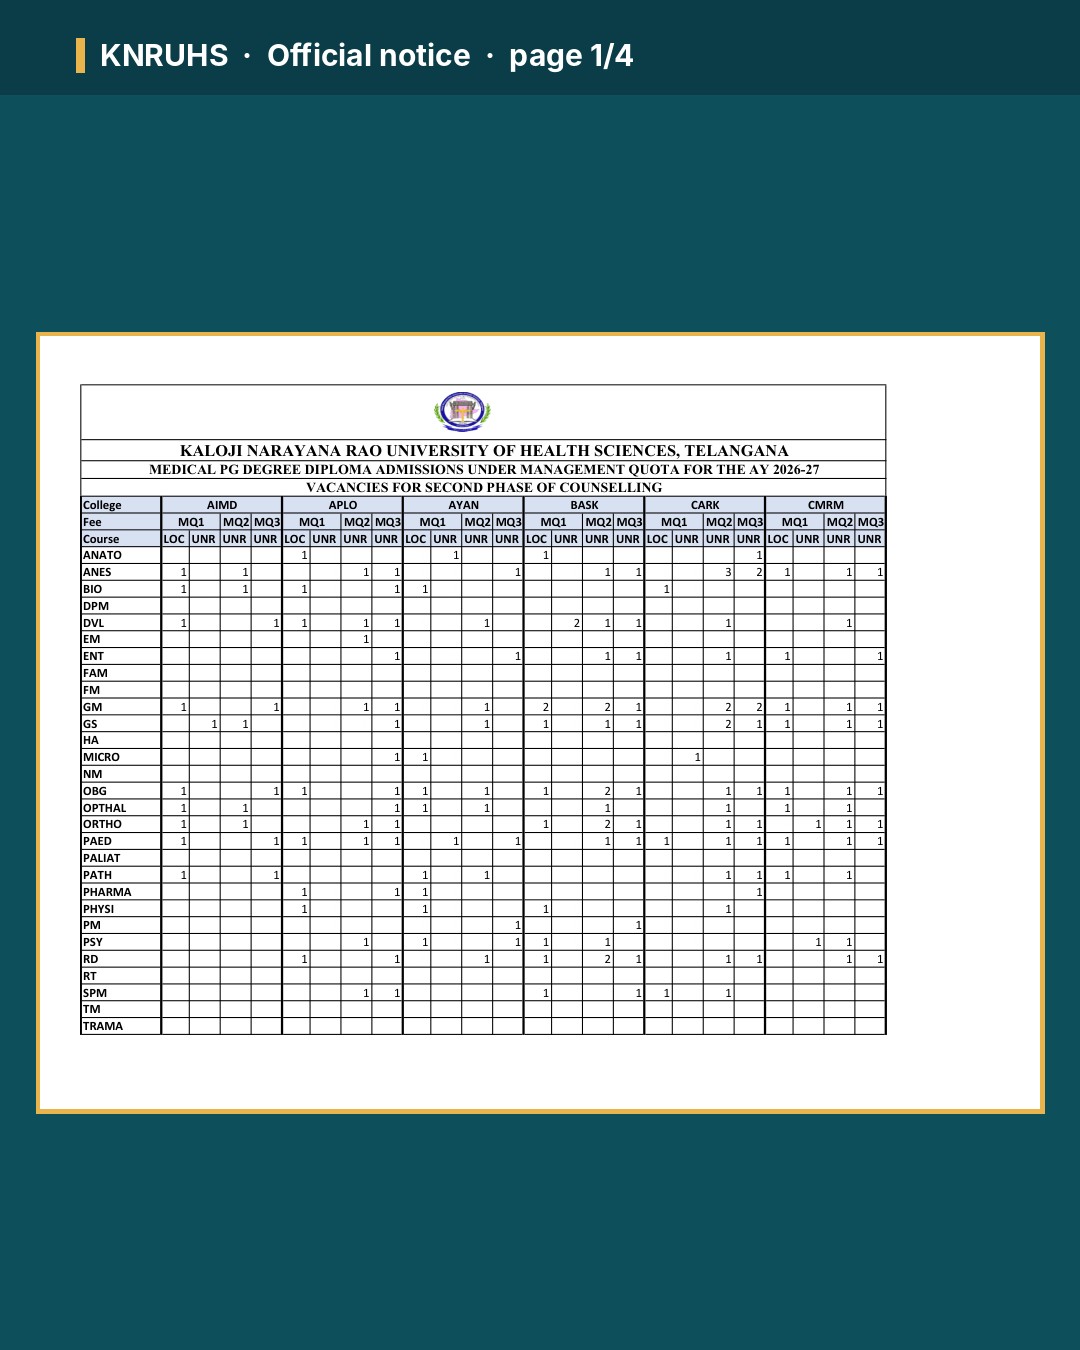 KNRUHS · Official notice · page 1/4
KALOJI NARAYANA RAO UNIVERSITY OF HEALTH SCIENCES, TELANGANA
MEDICAL PG DEGREE DIPLOMA ADMISSIONS UNDER MANAGEMENT QUOTA FOR THE AY 2026-27
VACANCIES FOR SECOND PHASE OF COUNSELLING
College AIMD APLO AYAN BASK CARK CMRM
Fee MQ1 MQ2 MQ3 MQ1 MQ2 MQ3 MQ1 MQ2 MQ3 MQ1 MQ2 MQ3 MQ1 MQ2 MQ3 MQ1 MQ2 MQ3
Course LOC UNR UNR UNR LOC UNR UNR UNR LOC UNR UNR UNR LOC UNR UNR UNR LOC UNR UNR UNR LOC UNR UNR UNR
ANATO 1 1 1 1
ANES 1 1 1 1 1 1 1 3 2 1 1 1
BIO 1 1 1 1 1 1
DPM
DVL 1 1 1 1 1 1 2 1 1 1 1
EM 1
ENT 1 1 1 1 1 1 1
FAM
FM
GM 1 1 1 1 1 2 2 1 2 2 1 1 1
GS 1 1 1 1 1 1 1 2 1 1 1 1
HA
MICRO 1 1 1
NM
OBG 1 1 1 1 1 1 1 2 1 1 1 1 1 1
OPTHAL 1 1 1 1 1 1 1 1 1
ORTHO 1 1 1 1 1 2 1 1 1 1 1 1
PAED 1 1 1 1 1 1 1 1 1 1 1 1 1 1 1
PALIAT
PATH 1 1 1 1 1 1 1 1
PHARMA 1 1 1 1
PHYSI 1 1 1 1
PM 1 1
PSY 1 1 1 1 1 1 1
RD 1 1 1 1 2 1 1 1 1 1
RT
SPM 1 1 1 1 1 1
TM
TRAMA